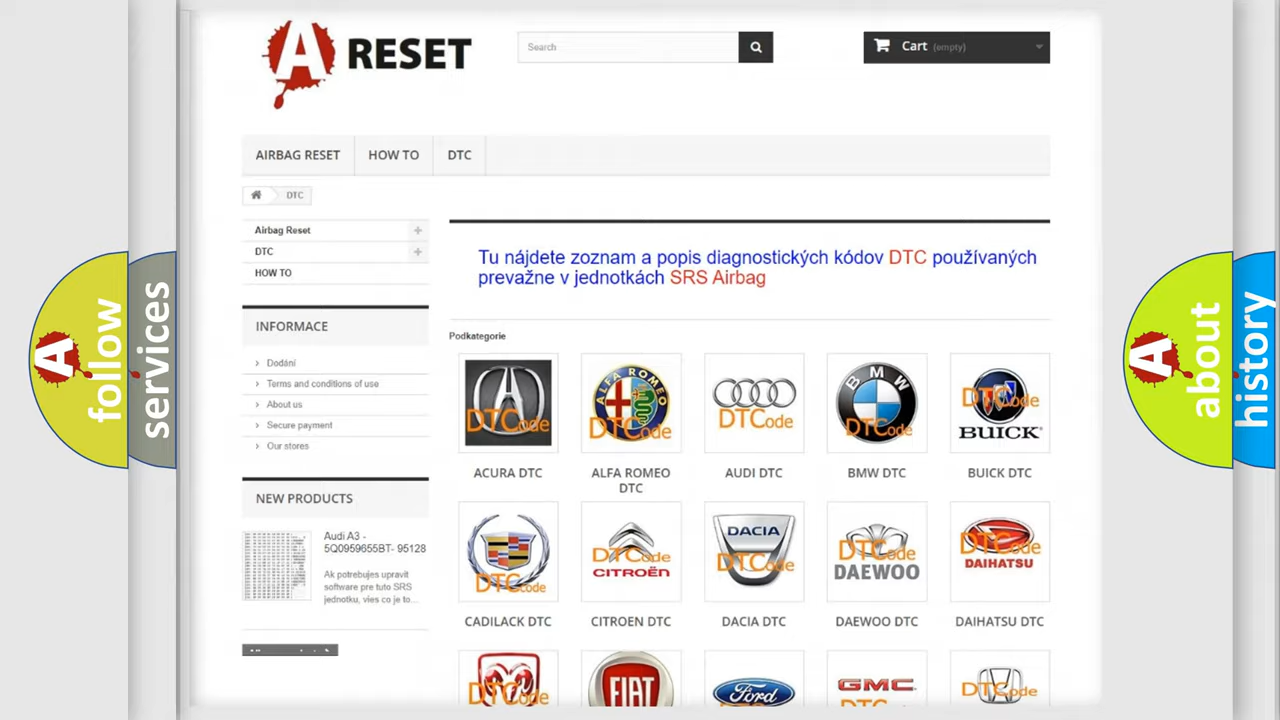 A RESET
Search
Cart (empty)
AIRBAG RESET
HOW TO
DTC
DTC
Airbag Reset
DTC
HOW TO
INFORMACE
Dodání
Terms and conditions of use
About us
Secure payment
Our stores
NEW PRODUCTS
Audi A3 -
5Q0959655BT- 95128
Ak potrebujes upravit
software pre tuto SRS
jednotku, vies co je to...
Tu nájdete zoznam a popis diagnostických kódov DTC používaných
prevažne v jednotkách SRS Airbag
Podkategorie
DTCode
ALFA ROMEO
DTCode
DTCode
BMW
DTCode
DTCode
BUICK
ACURA DTC
ALFA ROMEO
DTC
AUDI DTC
BMW DTC
BUICK DTC
DTCode
DTCode
CITROËN
DACIA
DTCode
DTCode
DAEWOO
DTCode
DAIHATSU
CADILACK DTC
CITROEN DTC
DACIA DTC
DAEWOO DTC
DAIHATSU DTC
DTCode
FIAT
Ford
GMC
DTCode
A follow
services
A about
history